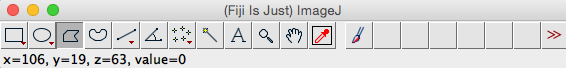 (Fiji Is Just) ImageJ
A
x=106, y=19, z=63, value=0